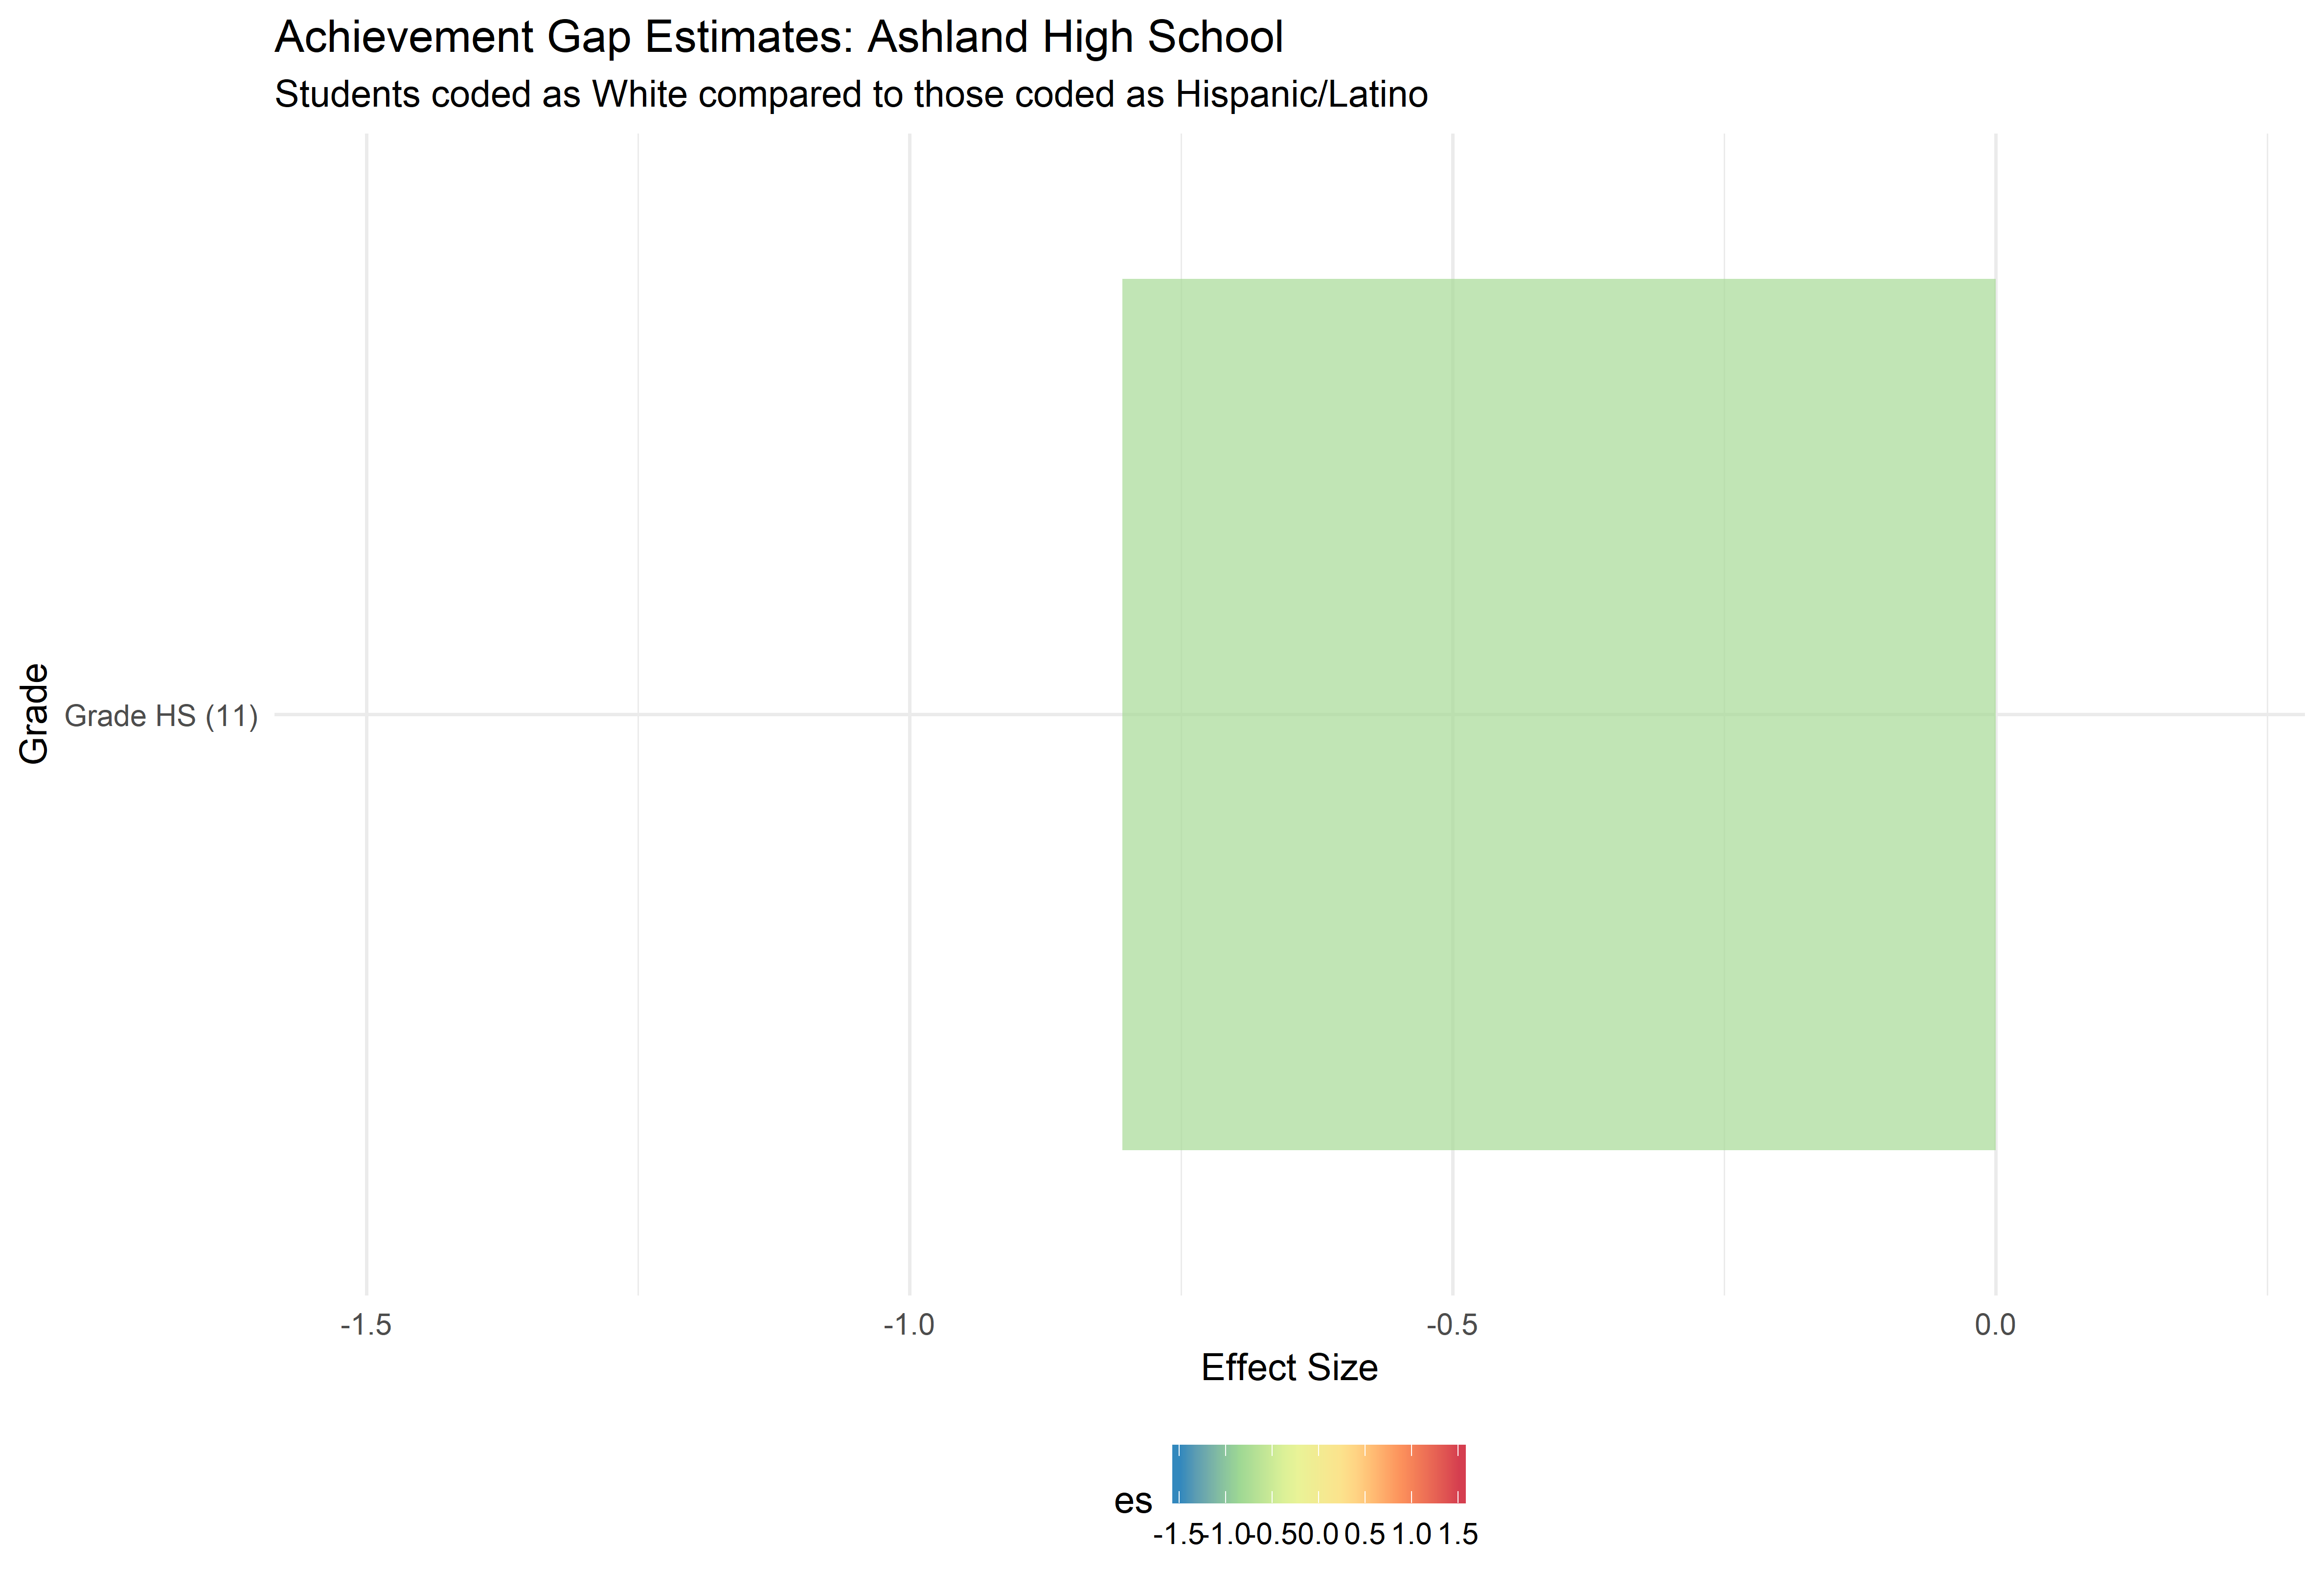 Achievement Gap Estimates: Ashland High School
Students coded as White compared to those coded as Hispanic/Latino
Grade
Grade HS (11)
-1.5 -1.0 -0.5 0.0
Effect Size
es
-1.5 -1.0 -0.5 0.0 0.5 1.0 1.5